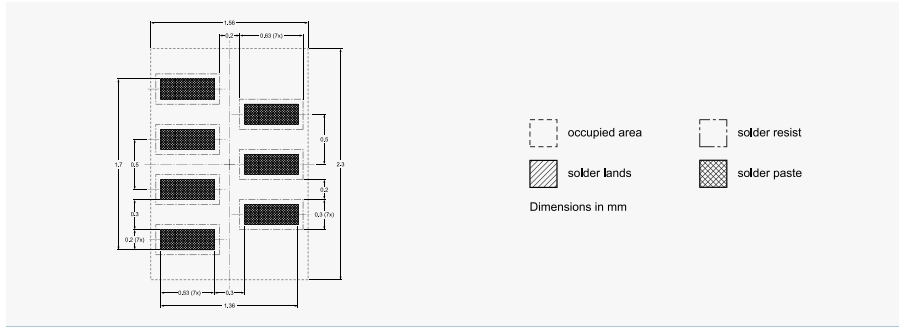 1.56
0.2
0.63 (7x)
1.7
0.5
0.5
2.3
0.3
0.2
0.2 (7x)
0.3 (7x)
0.53 (7x)
0.3
1.36
occupied area
solder resist
solder lands
solder paste
Dimensions in mm